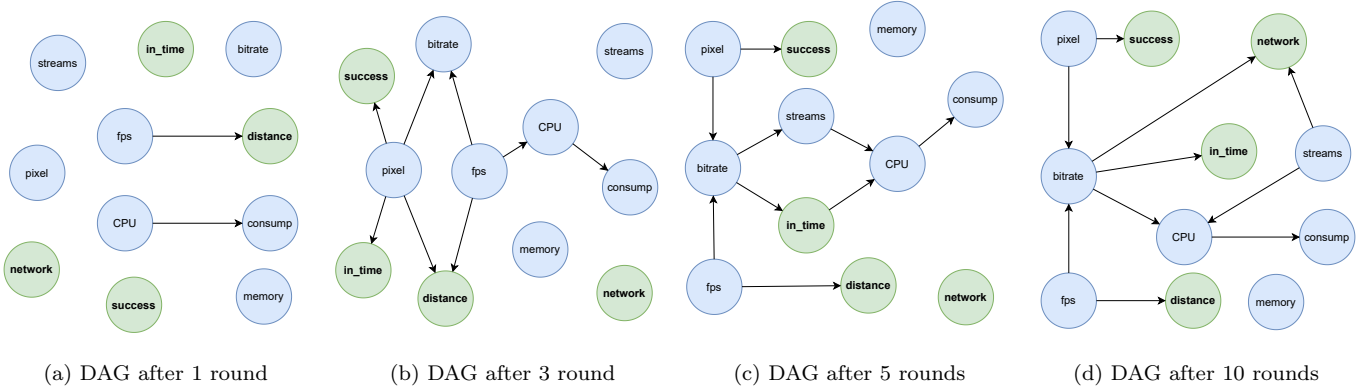 streams
in_time
bitrate
fps
distance
pixel
CPU
consump
network
success
memory
(a) DAG after 1 round
bitrate
streams
success
CPU
pixel
fps
consump
memory
in_time
distance
network
(b) DAG after 3 round
pixel
success
memory
consump
streams
bitrate
CPU
in_time
fps
distance
network
(c) DAG after 5 rounds
pixel
success
network
in_time
streams
bitrate
CPU
consump
fps
distance
memory
(d) DAG after 10 rounds